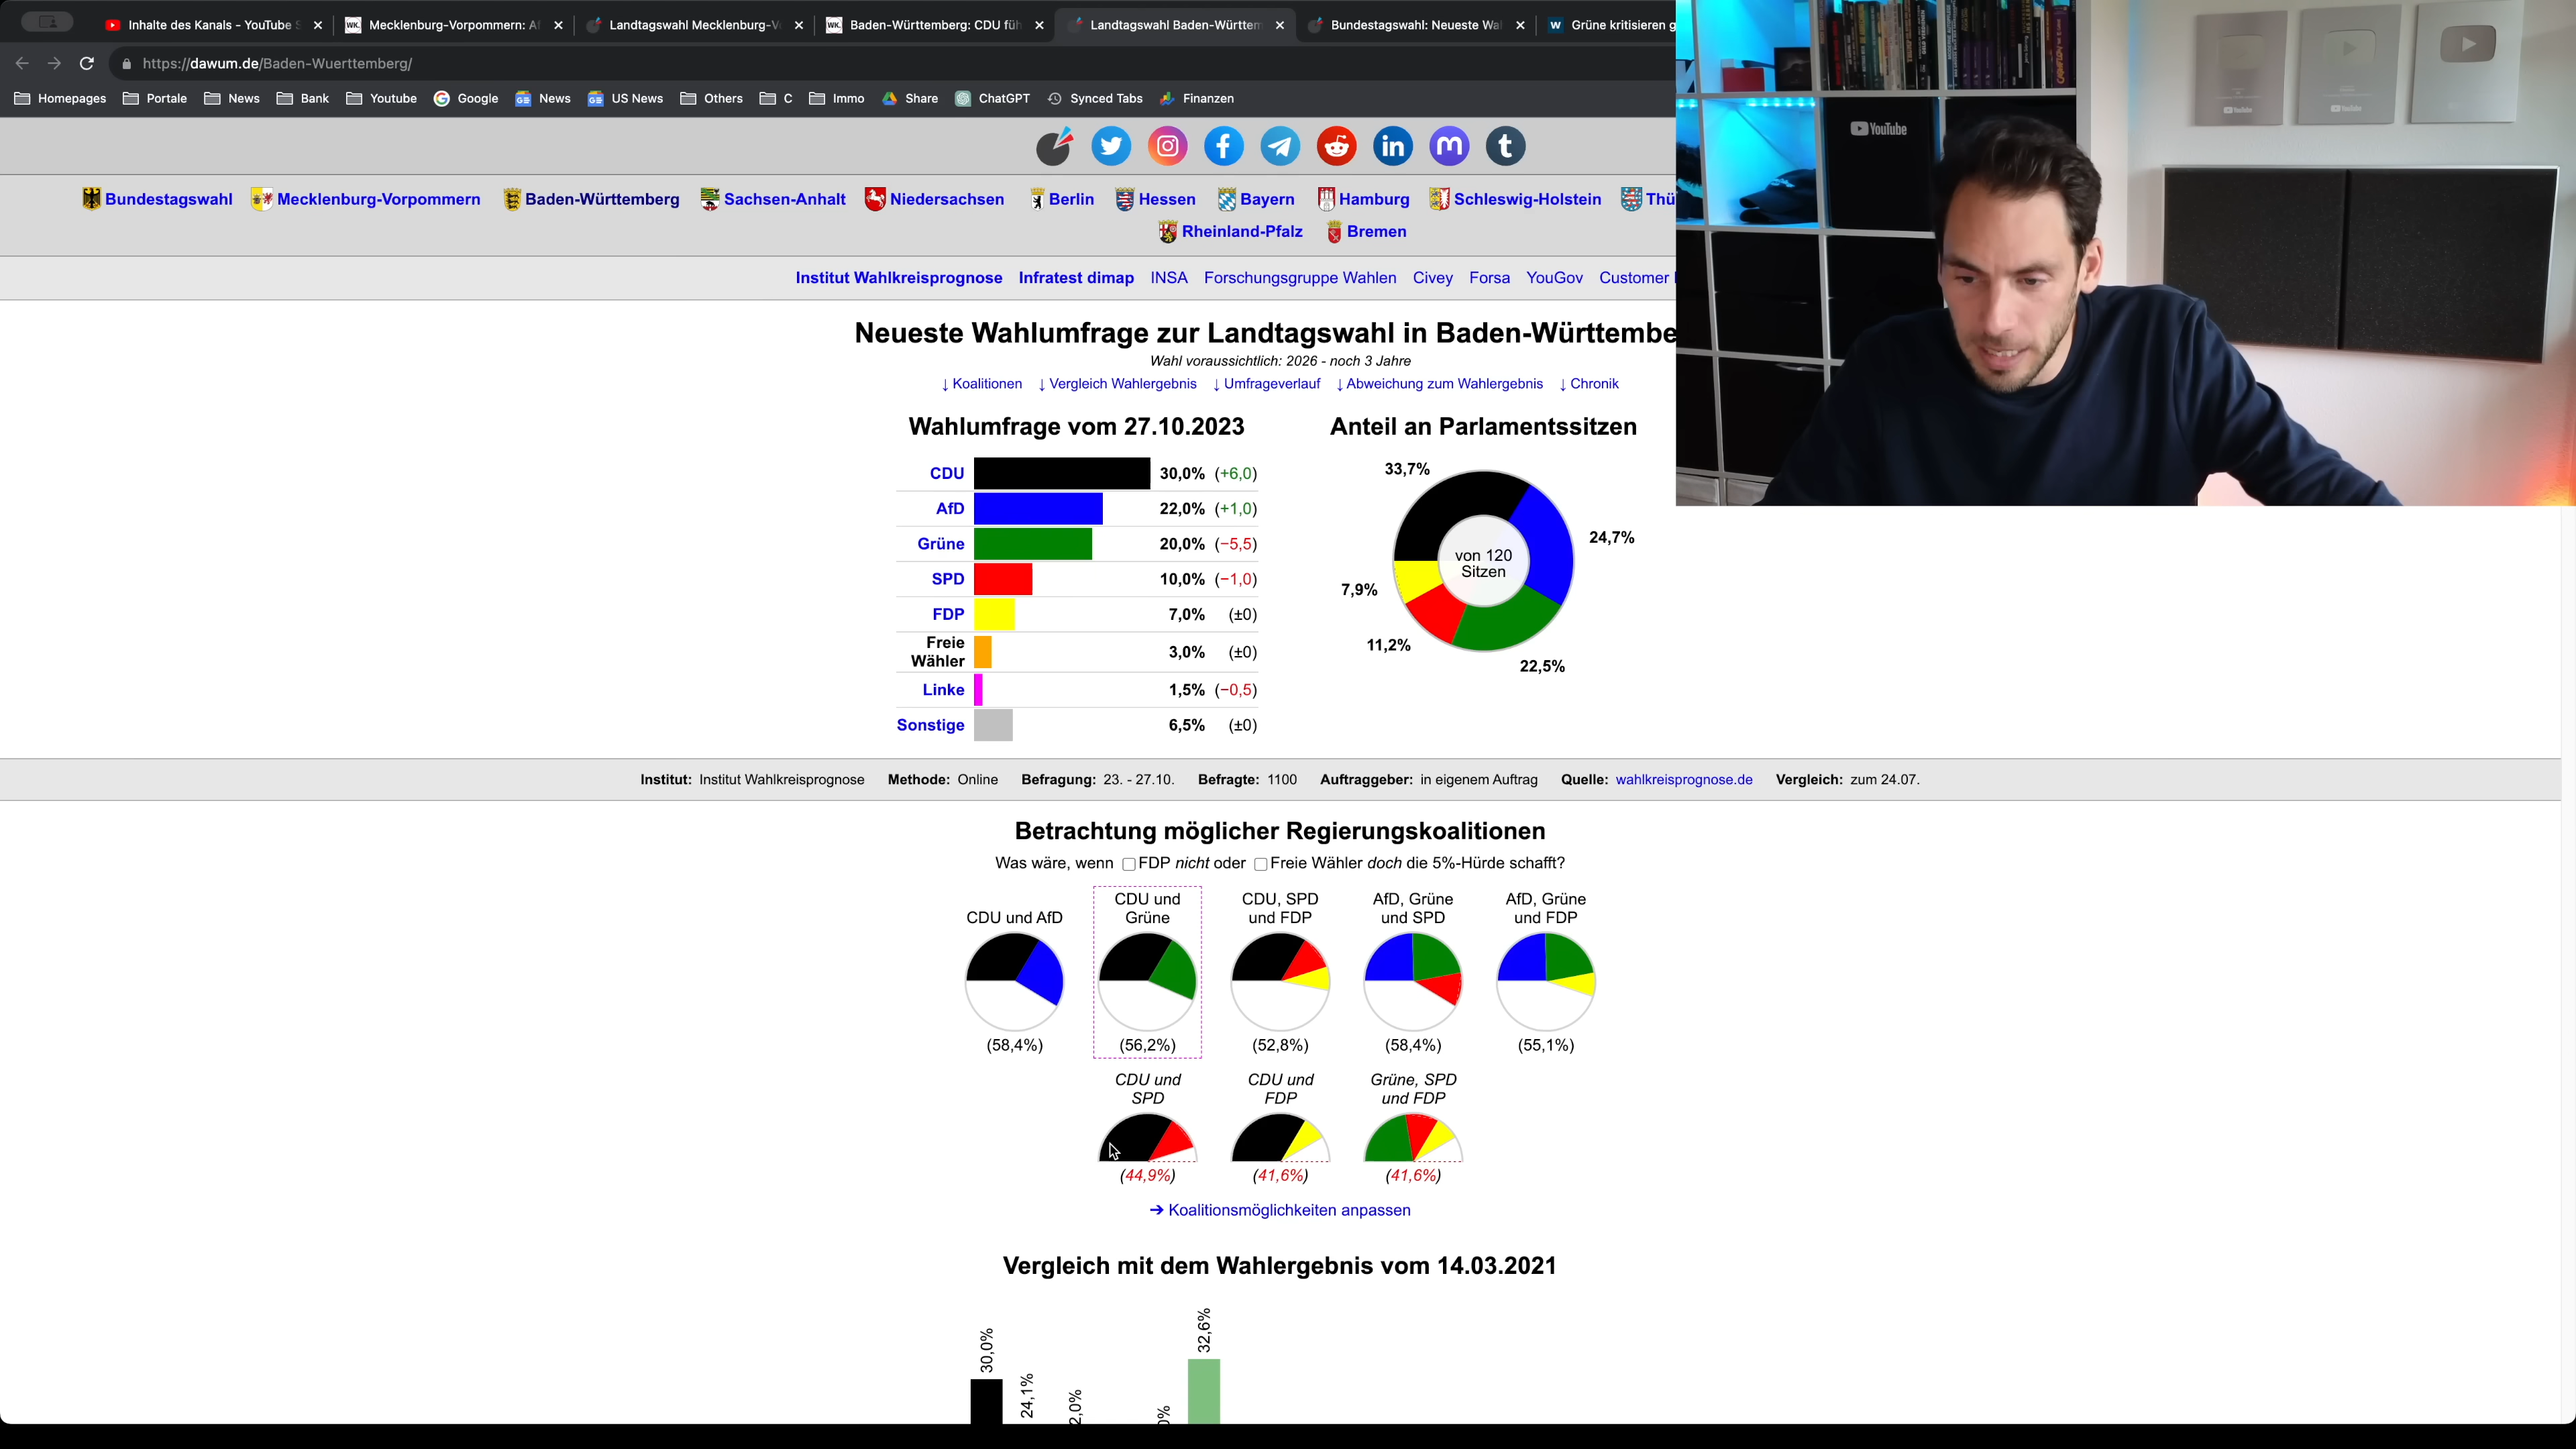 Inhalte des Kanals - YouTube S
Mecklenburg-Vorpommern: Af
Landtagswahl Mecklenburg-Vo
Baden-Württemberg: CDU füh
Landtagswahl Baden-Württem
Bundestagswahl: Neueste Wah
Grüne kritisieren g
https://dawum.de/Baden-Wuerttemberg/
Homepages Portale News Bank Youtube Google News US News Others C Immo Share ChatGPT Synced Tabs Finanzen
Bundestagswahl Mecklenburg-Vorpommern Baden-Württemberg Sachsen-Anhalt Niedersachsen Berlin Hessen Bayern Hamburg Schleswig-Holstein Thü
Rheinland-Pfalz Bremen
Institut Wahlkreisprognose Infratest dimap INSA Forschungsgruppe Wahlen Civey Forsa YouGov Customer
Neueste Wahlumfrage zur Landtagswahl in Baden-Württembe
Wahl voraussichtlich: 2026 - noch 3 Jahre
↓ Koalitionen ↓ Vergleich Wahlergebnis ↓ Umfrageverlauf ↓ Abweichung zum Wahlergebnis ↓ Chronik
Wahlumfrage vom 27.10.2023
CDU 30,0% (+6,0)
AfD 22,0% (+1,0)
Grüne 20,0% (−5,5)
SPD 10,0% (−1,0)
FDP 7,0% (±0)
Freie
Wähler 3,0% (±0)
Linke 1,5% (−0,5)
Sonstige 6,5% (±0)
Anteil an Parlamentssitzen
33,7%
24,7%
von 120
Sitzen
7,9%
11,2%
22,5%
Institut: Institut Wahlkreisprognose Methode: Online Befragung: 23. - 27.10. Befragte: 1100 Auftraggeber: in eigenem Auftrag Quelle: wahlkreisprognose.de Vergleich: zum 24.07.
Betrachtung möglicher Regierungskoalitionen
Was wäre, wenn FDP nicht oder Freie Wähler doch die 5%-Hürde schafft?
CDU und AfD
(58,4%)
CDU und
Grüne
(56,2%)
CDU, SPD
und FDP
(52,8%)
AfD, Grüne
und SPD
(58,4%)
AfD, Grüne
und FDP
(55,1%)
CDU und
SPD
(44,9%)
CDU und
FDP
(41,6%)
Grüne, SPD
und FDP
(41,6%)
➔ Koalitionsmöglichkeiten anpassen
Vergleich mit dem Wahlergebnis vom 14.03.2021
30,0%
24,1%
2,0%
0%
32,6%
YouTube
YouTube
YouTube